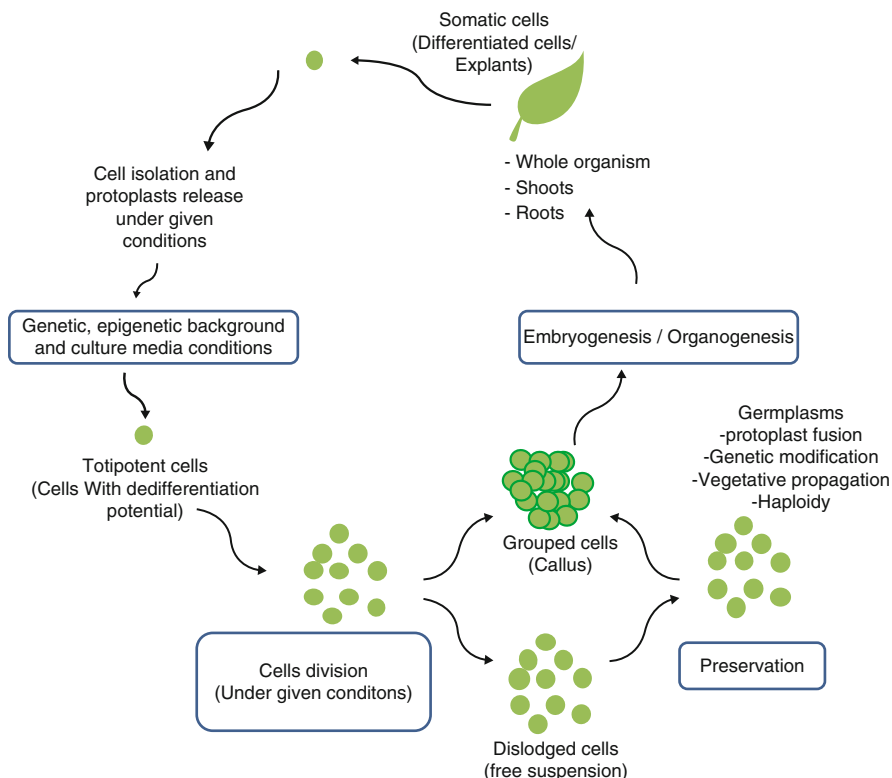 Somatic cells
(Differentiated cells/
Explants)
- Whole organism
- Shoots
- Roots
Cell isolation and
protoplasts release
under given
conditions
Genetic, epigenetic background
and culture media conditions
Totipotent cells
(Cells With dedifferentiation
potential)
Cells division
(Under given conditons)
Grouped cells
(Callus)
Dislodged cells
(free suspension)
Germplasms
-protoplast fusion
-Genetic modification
-Vegetative propagation
-Haploidy
Preservation
Embryogenesis / Organogenesis